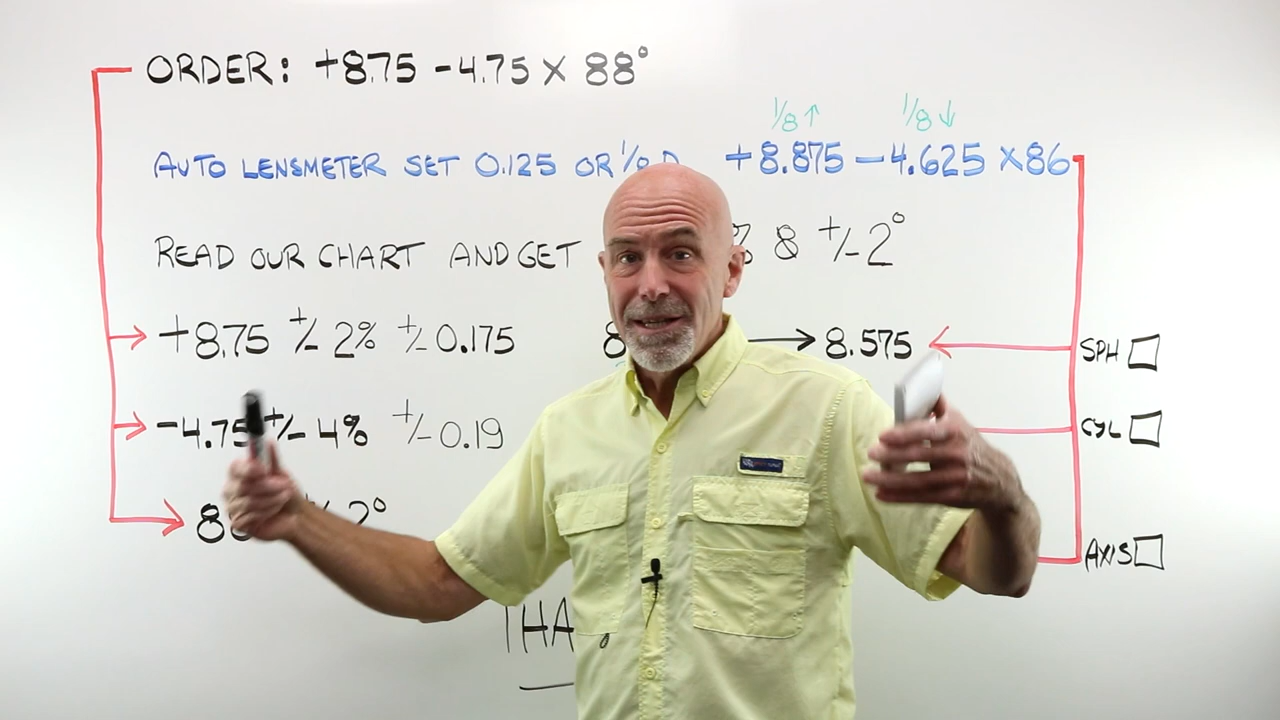 ORDER: +875 -4.75 X 88°
1/8↑ 1/8↓
AUTO LENSMETER SET 0.125 OR 1/8 D +8.875 -4.625 X86
READ OUR CHART AND GET % 8 +/-2°
+8.75 +/- 2% +/- 0.175 8 → 8.575 SPH
-4.75 +/- 4% +/- 0.19 CYL
2° AXIS